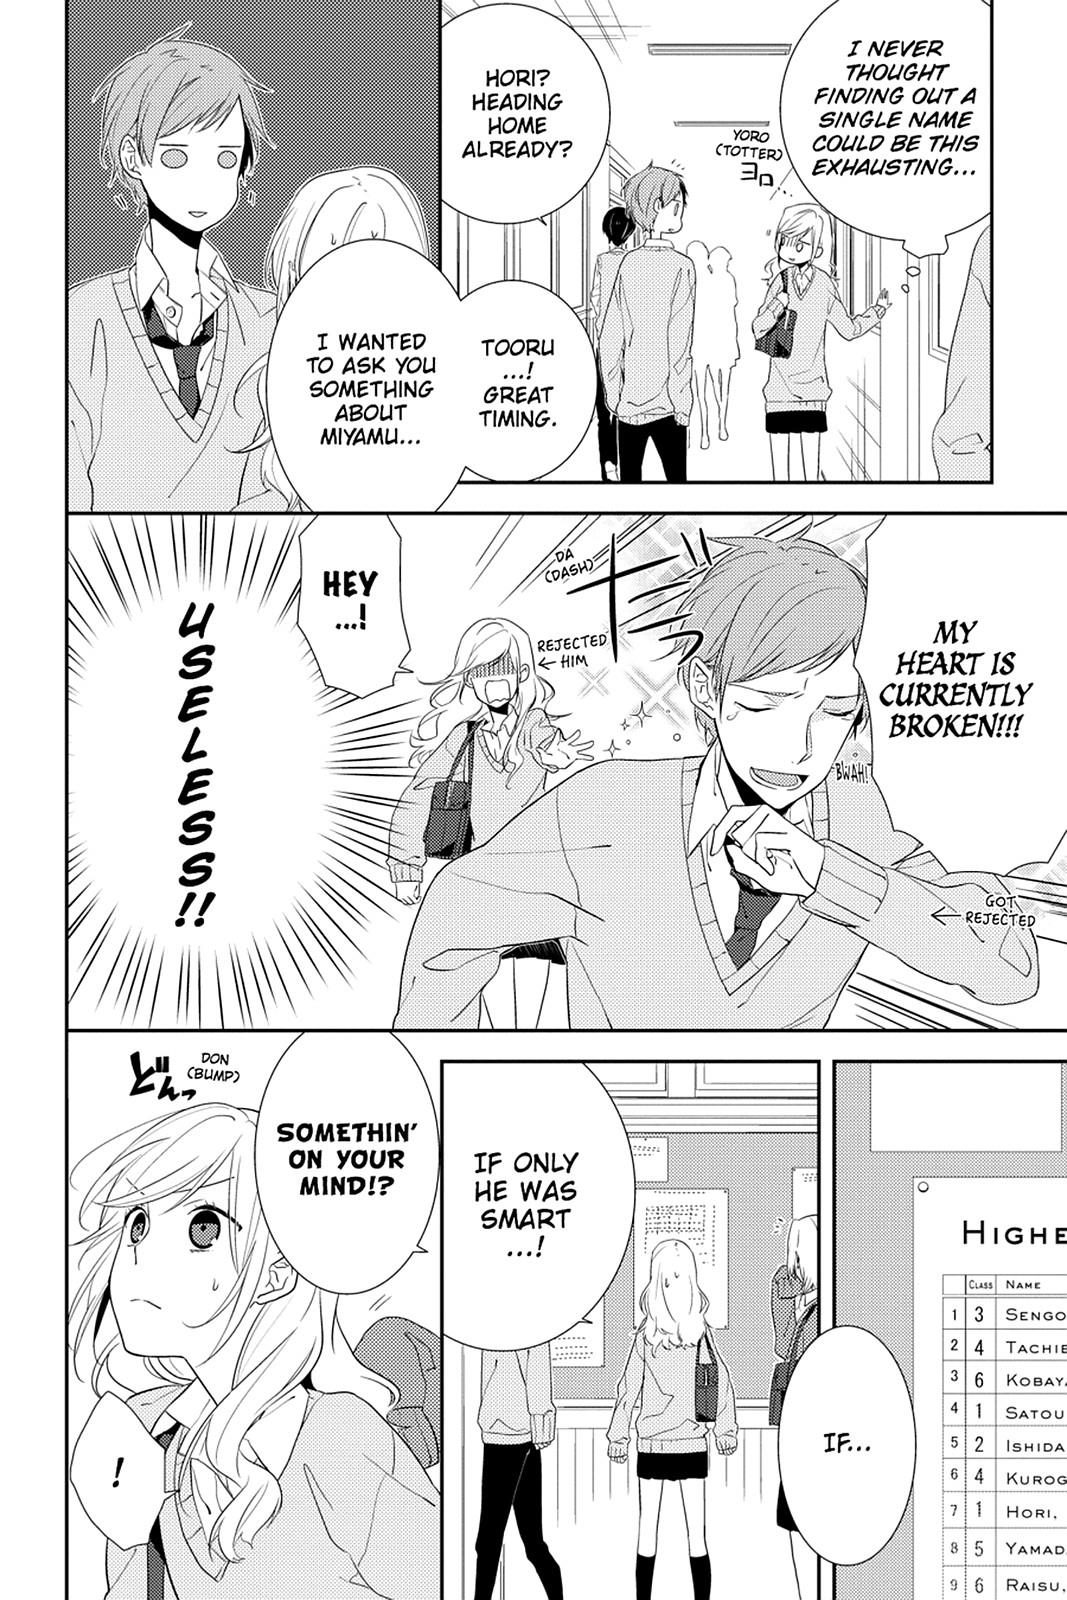 I NEVER
THOUGHT
FINDING OUT A
SINGLE NAME
COULD BE THIS
EXHAUSTING...
YORO
(TOTTER)
ヨロ
HORI?
HEADING
HOME
ALREADY?
TOORU
...!
GREAT
TIMING.
I WANTED
TO ASK YOU
SOMETHING
ABOUT
MIYAMU...
MY
HEART IS
CURRENTLY
BROKEN!!!
BWAH!
GOT
REJECTED
DA
(DASH)
REJECTED
HIM
HEY
...!
USELESS!!
HIGHE
CLASS NAME
1 3 SENGO
2 4 TACHIB
3 6 KOBAYA
4 1 SATOU
5 2 ISHIDA
6 4 KUROG
7 1 HORI,
8 5 YAMADA
9 6 RAISU,
IF...
IF ONLY
HE WAS
SMART
...!
SOMETHIN'
ON YOUR
MIND!?
どんっ
DON
(BUMP)
!